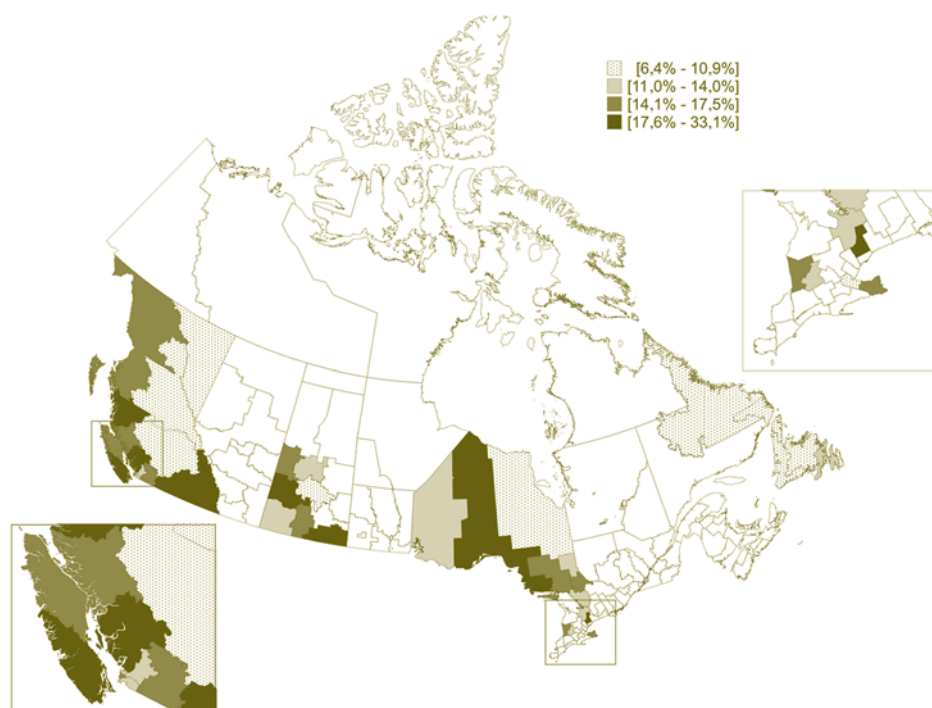 [6,4% - 10,9%]
[11,0% - 14,0%]
[14,1% - 17,5%]
[17,6% - 33,1%]